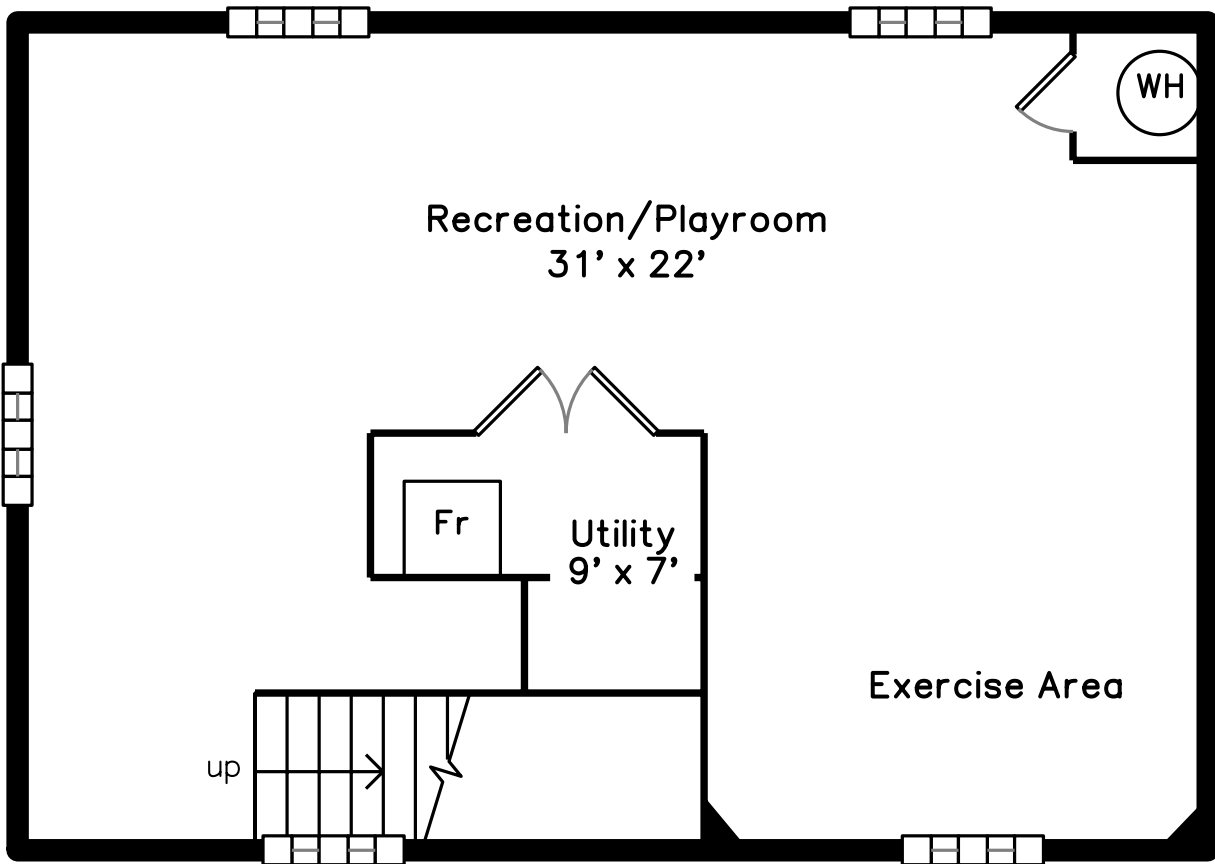 WH
Recreation/Playroom
31' x 22'
Fr
Utility
9' x 7'
Exercise Area
up